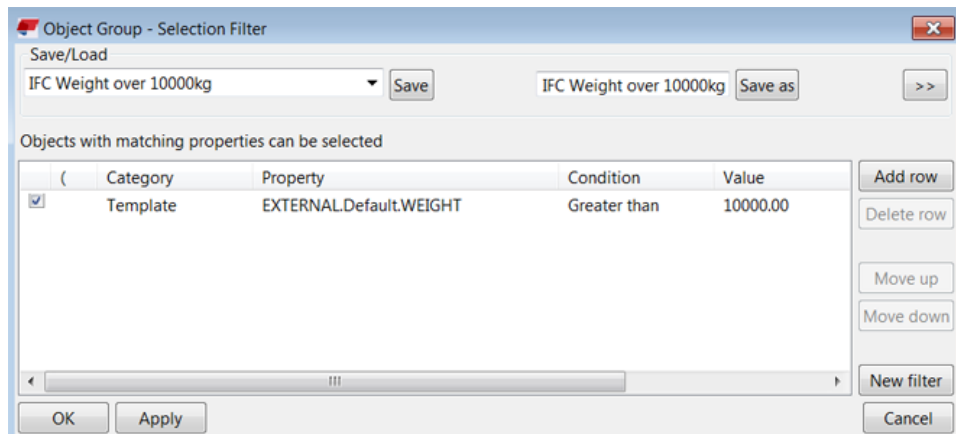 Object Group - Selection Filter
Save/Load
IFC Weight over 10000kg Save IFC Weight over 10000kg Save as >>
Objects with matching properties can be selected
( Category Property Condition Value Add row
Template EXTERNAL.Default.WEIGHT Greater than 10000.00
Delete row
Move up
Move down
New filter
OK Apply Cancel